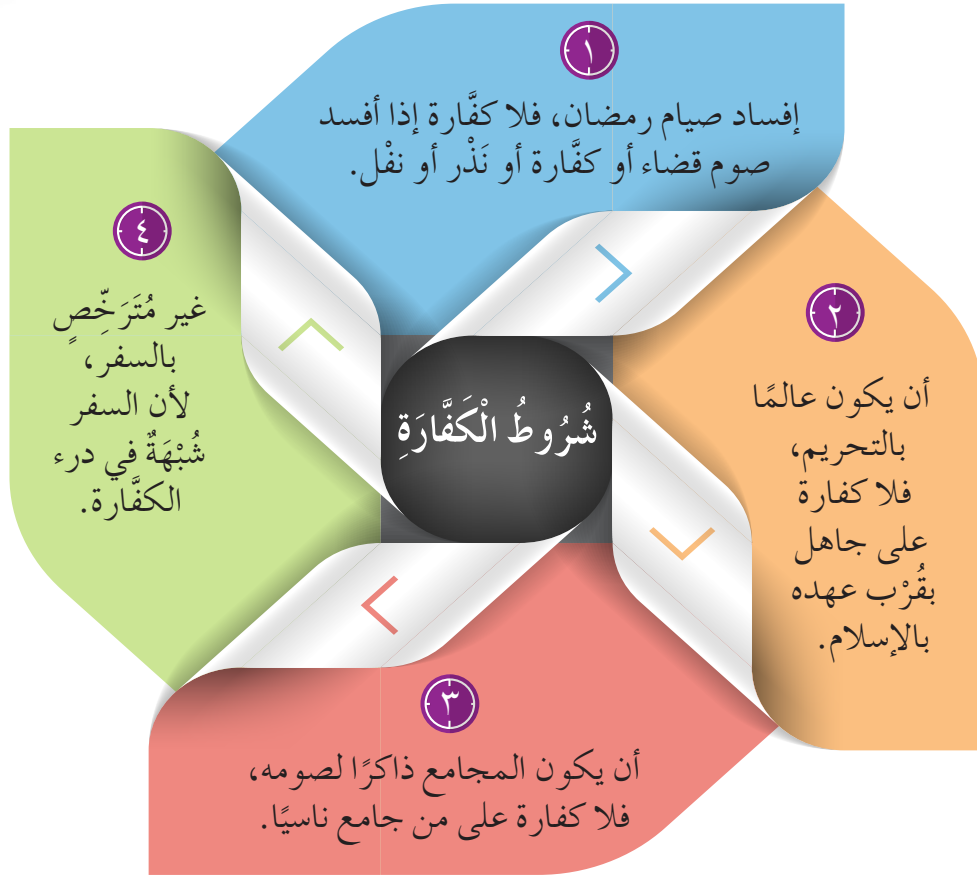 شُرُوطُ الْكَفَّارَةِ
١
إفساد صيام رمضان، فلا كفَّارة إذا أفسد
صوم قضاء أو كفَّارة أو نَذْر أو نفْل.
٢
أن يكون عالمًا
بالتحريم،
فلا كفارة
على جاهل
بقُرْب عهده
بالإسلام.
٣
أن يكون المجامع ذاكرًا لصومه،
فلا كفارة على من جامع ناسيًا.
٤
غير مُتَرَخِّصٍ
بالسفر،
لأن السفر
شُبْهَةٌ في درء
الكفَّارة.